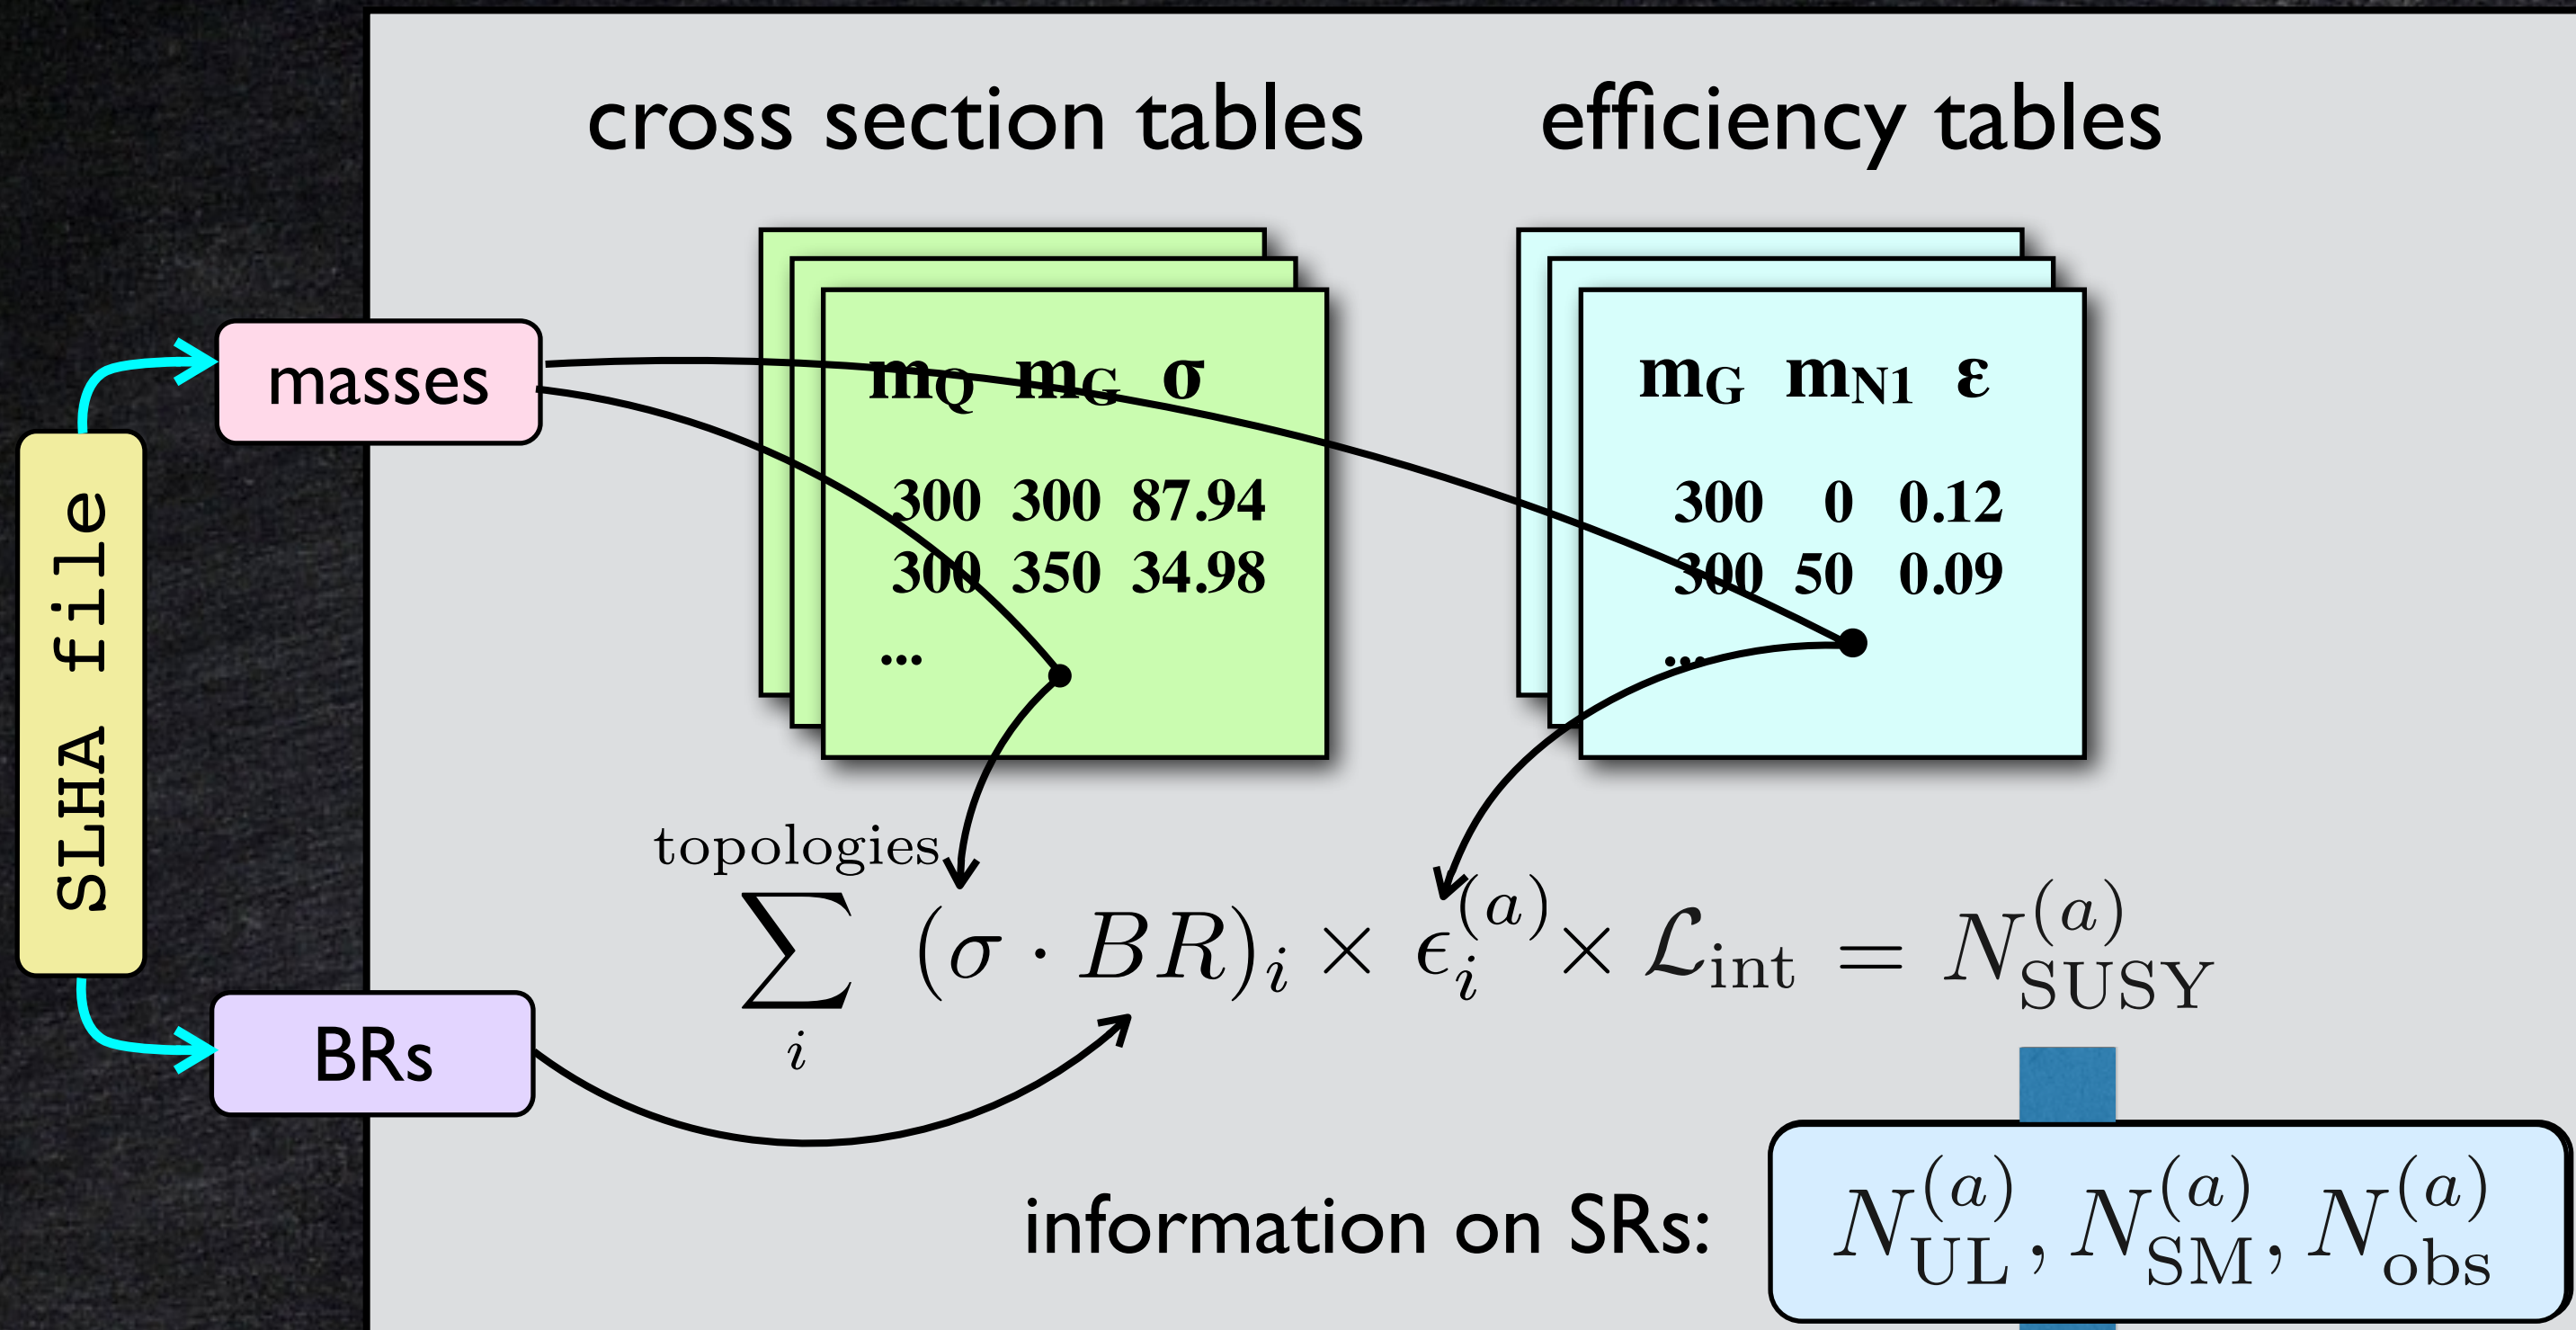 cross section tables
efficiency tables
masses
SLHA file
BRs
mQ mG σ
300 300 87.94
300 350 34.98
...
mG mN1 ε
300 0 0.12
300 50 0.09
...
topologies
∑ (σ · BR)i × ϵi(a) × ℒint = NSUSY(a)
i
information on SRs:
NUL(a), NSM(a), Nobs(a)